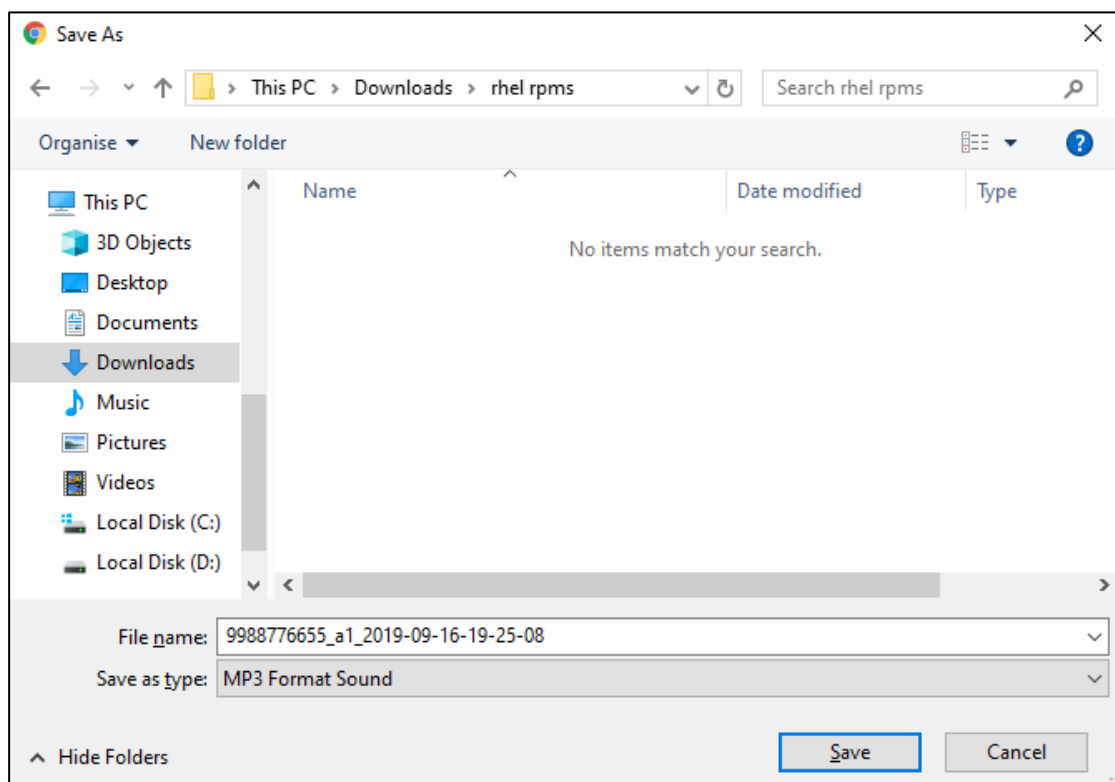 Save As
This PC > Downloads > rhel rpms
Search rhel rpms
Organise
New folder
?
Name
Date modified
Type
No items match your search.
This PC
3D Objects
Desktop
Documents
Downloads
Music
Pictures
Videos
Local Disk (C:)
Local Disk (D:)
File name: 9988776655_a1_2019-09-16-19-25-08
Save as type: MP3 Format Sound
Hide Folders
Save
Cancel